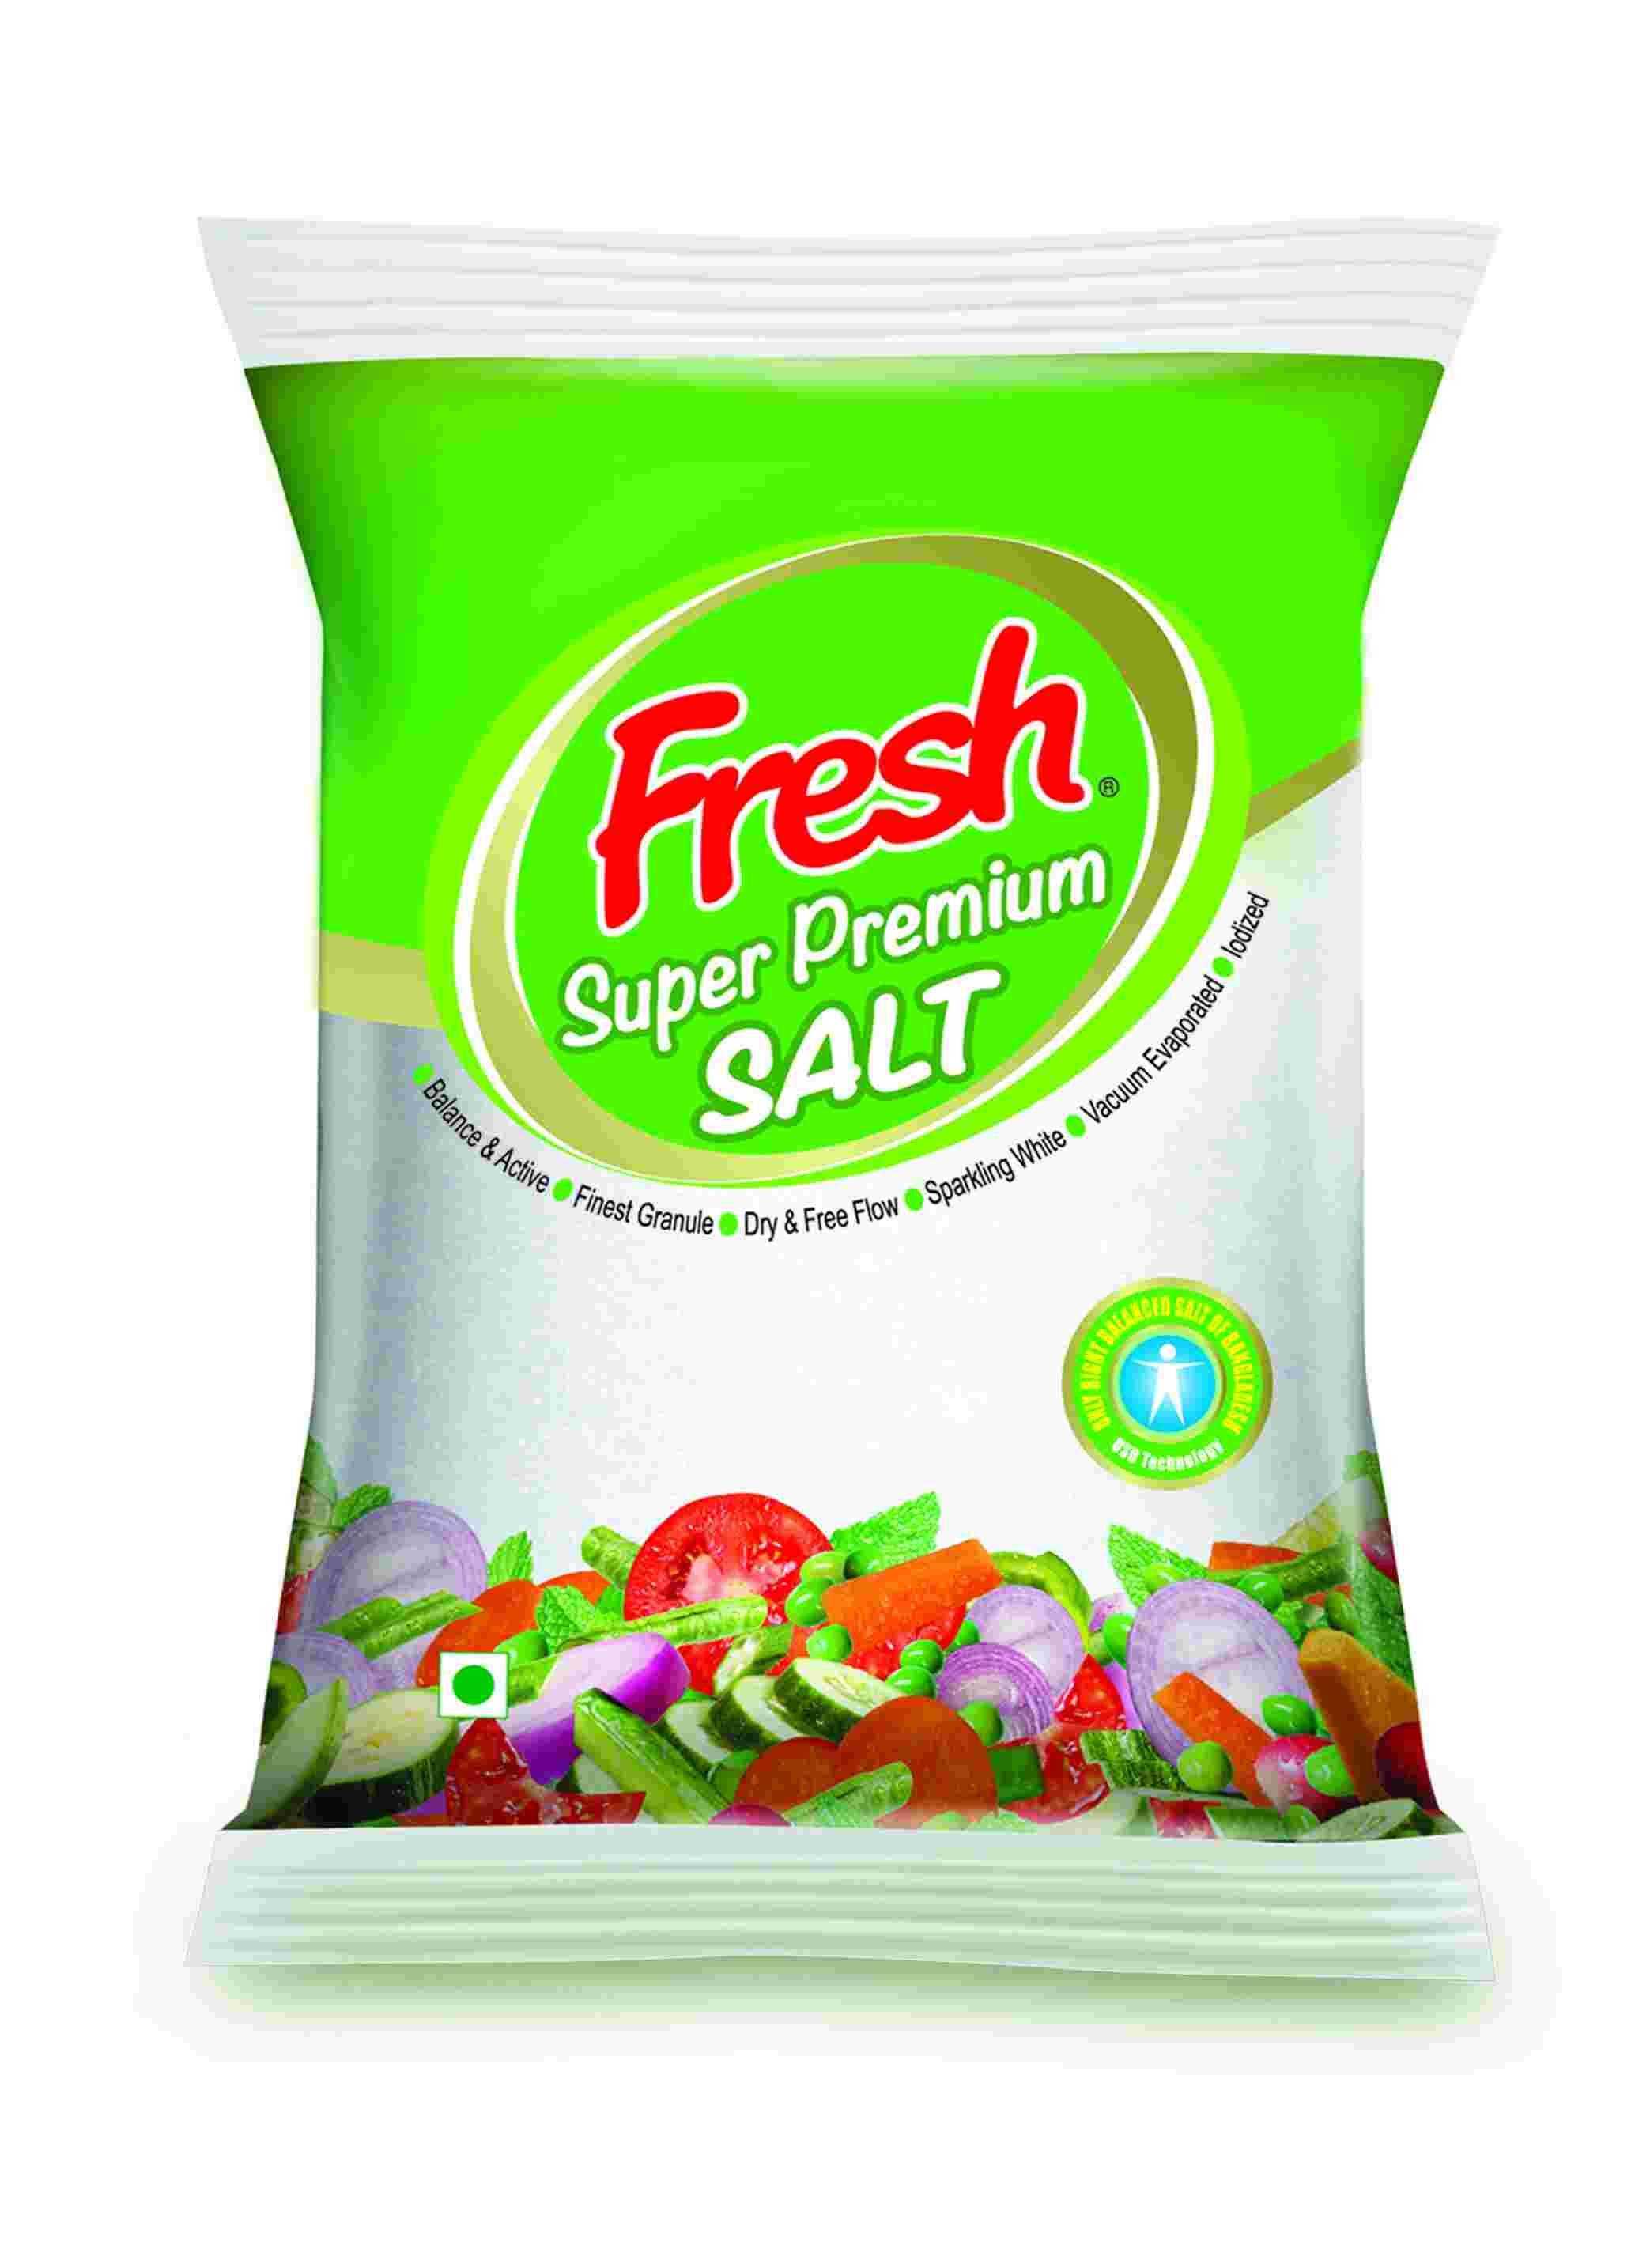 Fresh®
Super Premium
SALT
Balance & Active ● Finest Granule ● Dry & Free Flow ● Sparkling White ● Vacuum Evaporated ● Iodized
ONLY RIGHT BALANCED SALT OF BANGLADESH
Technology